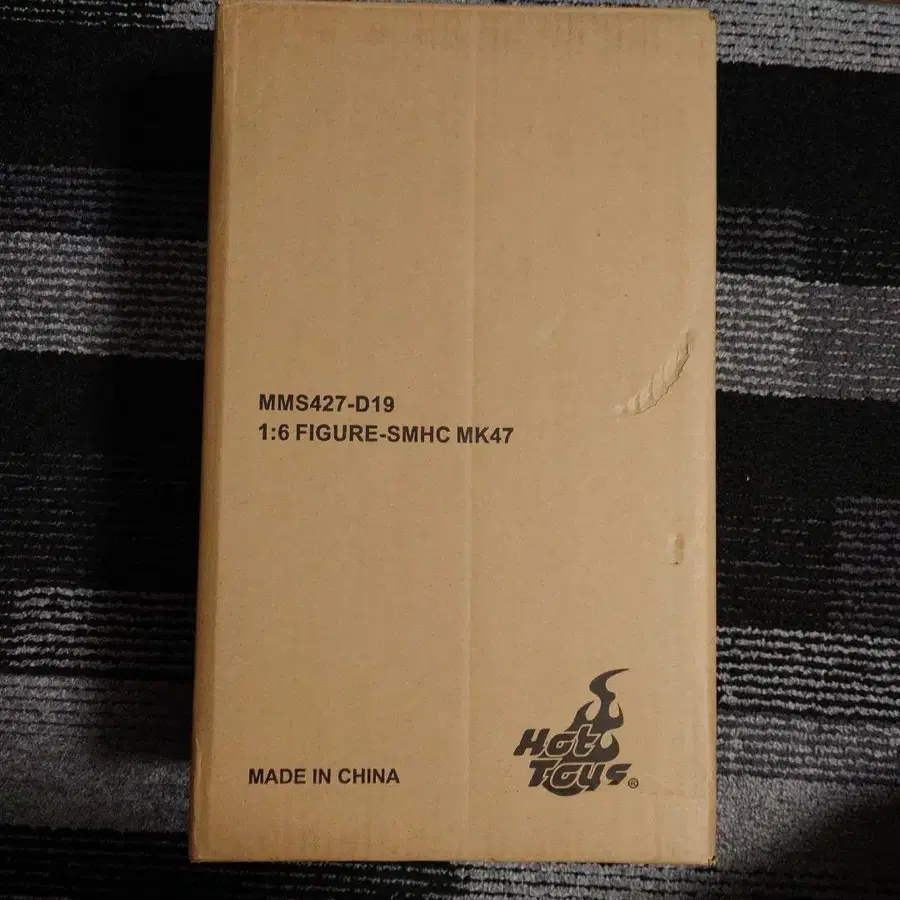 MMS427-D19
1:6 FIGURE-SMHC MK47
MADE IN CHINA
Hot
Toys®